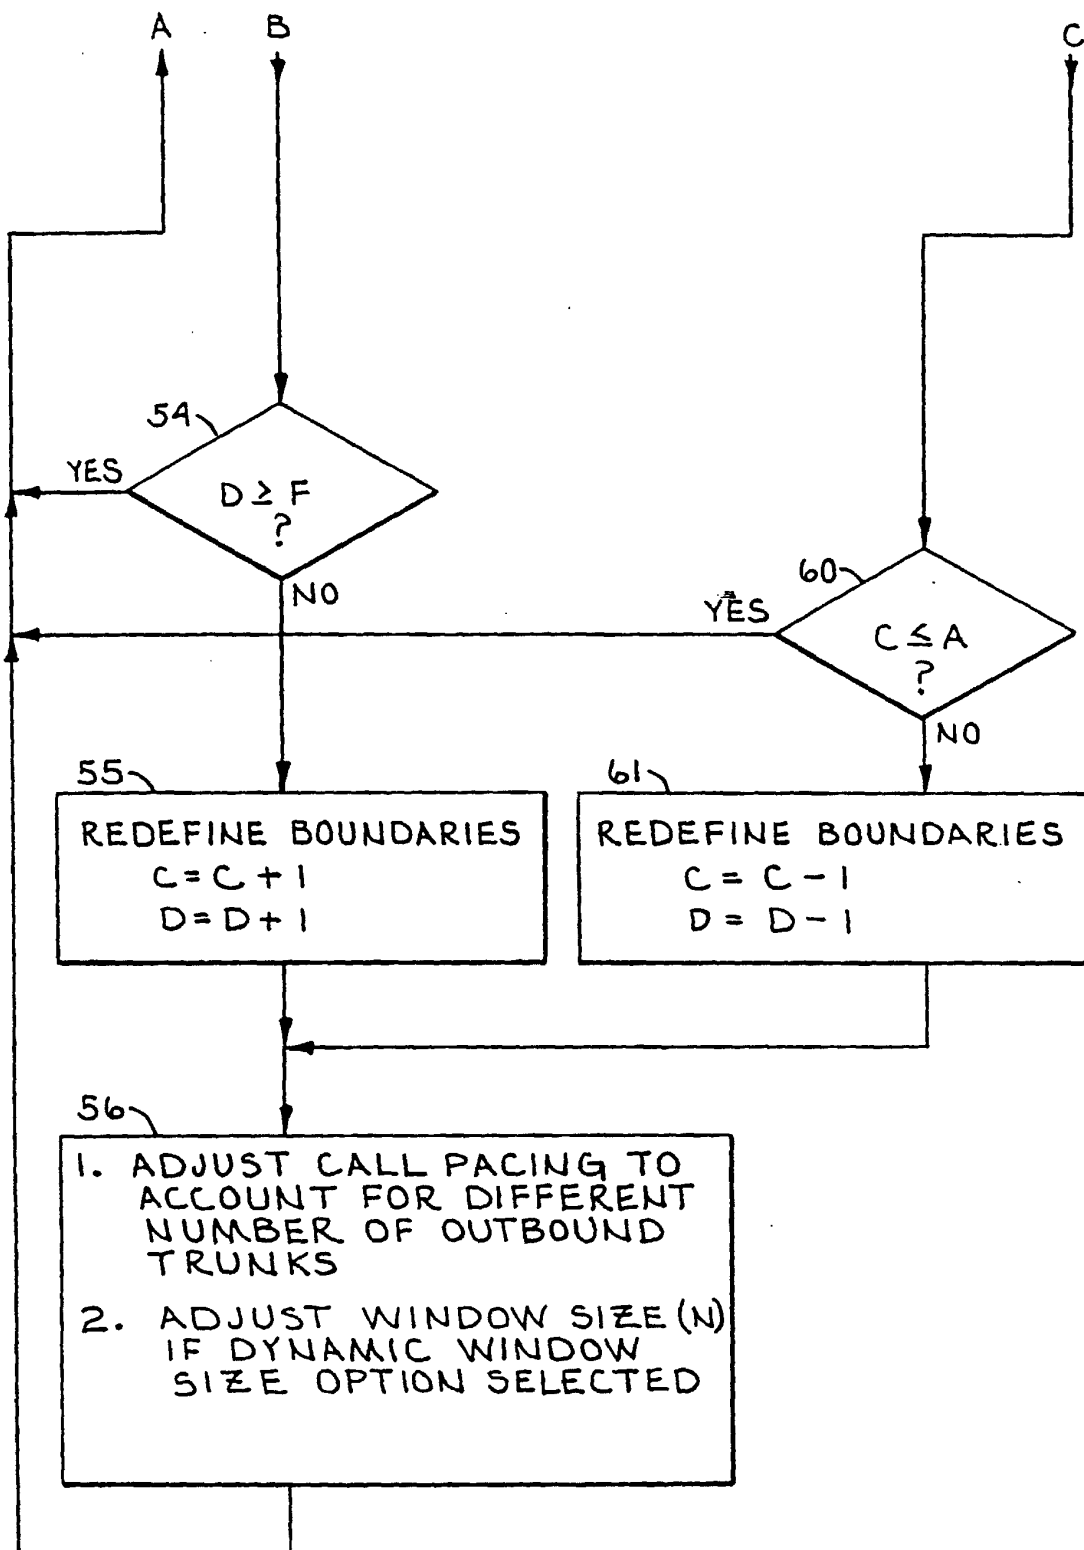 A
B
C
54
YES
D ≥ F
?
NO
60
YES
C ≤ A
?
NO
55
REDEFINE BOUNDARIES
C = C + 1
D = D + 1
61
REDEFINE BOUNDARIES
C = C - 1
D = D - 1
56
1. ADJUST CALL PACING TO
ACCOUNT FOR DIFFERENT
NUMBER OF OUTBOUND
TRUNKS
2. ADJUST WINDOW SIZE (N)
IF DYNAMIC WINDOW
SIZE OPTION SELECTED